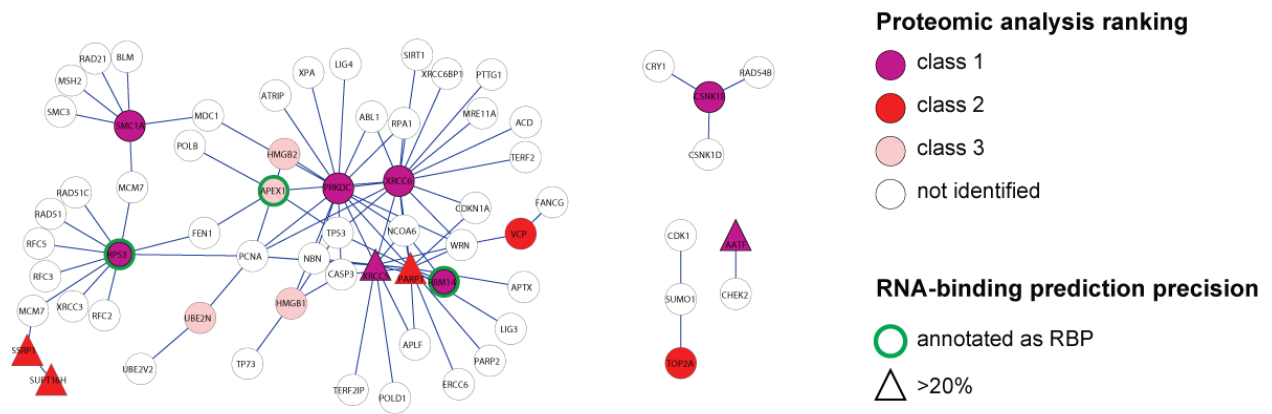 SIRT1
LIG4
BLM
RAD21
XPA
XRCC6BP1
PTTG1
MSH2
ATRIP
SMC3
MDC1
ABL1
RPA1
MRE11A
ACD
SMC1A
POLB
HMGB2
TERF2
MCM7
RAD51C
APEX1
PRKDC
XRCC6
RAD51
CDKN1A
FANCG
FEN1
TP53
NCOA6
VCP
RFC5
RPS3
PCNA
NBN
WRN
RFC3
CASP3
XRCC5
PARP1
RBM14
APTX
XRCC3
HMGB1
MCM7
RFC2
UBE2N
LIG3
SSRP1
APLF
SUPT16H
UBE2V2
TP73
PARP2
TERF2IP
POLD1
ERCC6
CRY1
RAD54B
CSNK1E
CSNK1D
CDK1
AATF
SUMO1
CHEK2
TOP2A
Proteomic analysis ranking
class 1
class 2
class 3
not identified
RNA-binding prediction precision
annotated as RBP
>20%